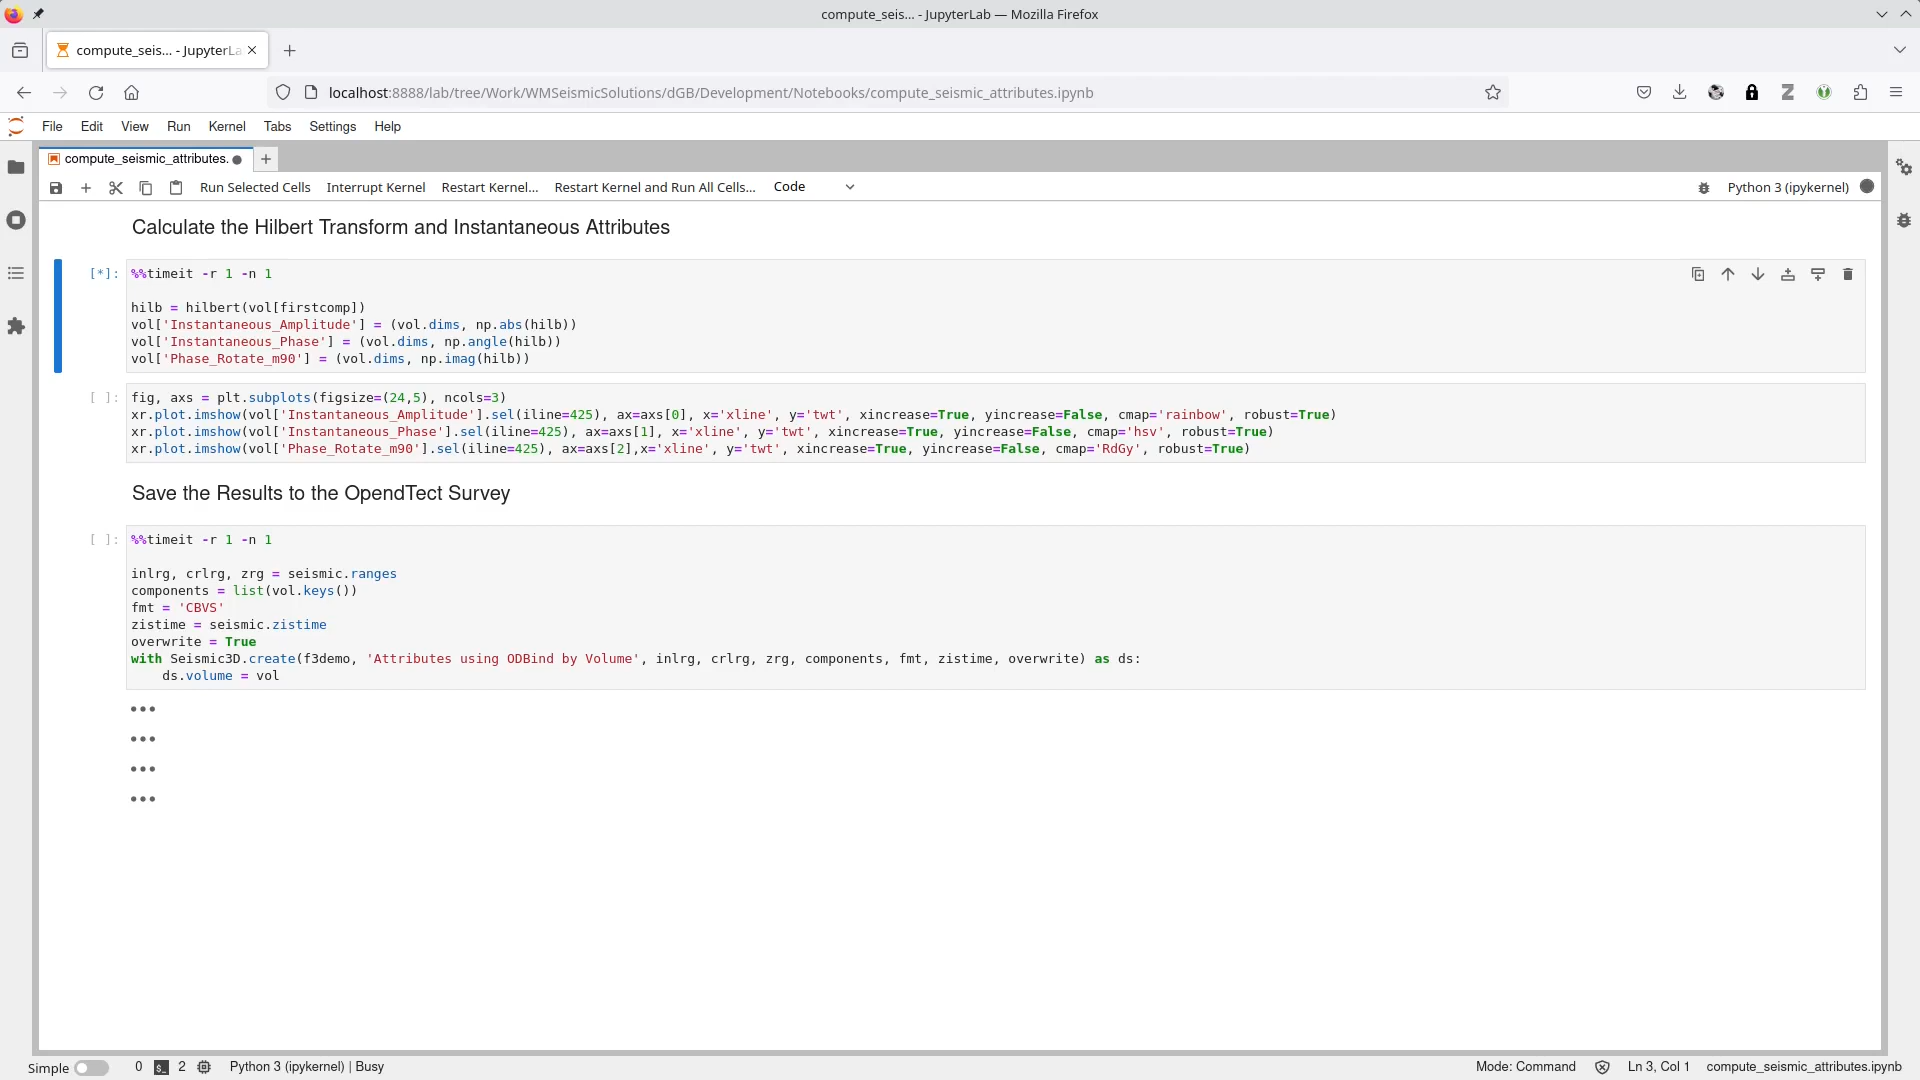 compute_seis... - JupyterLab — Mozilla Firefox
compute_seis... - JupyterLa
localhost:8888/lab/tree/Work/WMSeismicSolutions/dGB/Development/Notebooks/compute_seismic_attributes.ipynb
File Edit View Run Kernel Tabs Settings Help
compute_seismic_attributes.
Run Selected Cells Interrupt Kernel Restart Kernel... Restart Kernel and Run All Cells... Code Python 3 (ipykernel)
Calculate the Hilbert Transform and Instantaneous Attributes
[*]: %%timeit -r 1 -n 1
hilb = hilbert(vol[firstcomp])
vol['Instantaneous_Amplitude'] = (vol.dims, np.abs(hilb))
vol['Instantaneous_Phase'] = (vol.dims, np.angle(hilb))
vol['Phase_Rotate_m90'] = (vol.dims, np.imag(hilb))
[ ]: fig, axs = plt.subplots(figsize=(24,5), ncols=3)
xr.plot.imshow(vol['Instantaneous_Amplitude'].sel(iline=425), ax=axs[0], x='xline', y='twt', xincrease=True, yincrease=False, cmap='rainbow', robust=True)
xr.plot.imshow(vol['Instantaneous_Phase'].sel(iline=425), ax=axs[1], x='xline', y='twt', xincrease=True, yincrease=False, cmap='hsv', robust=True)
xr.plot.imshow(vol['Phase_Rotate_m90'].sel(iline=425), ax=axs[2],x='xline', y='twt', xincrease=True, yincrease=False, cmap='RdGy', robust=True)
Save the Results to the OpendTect Survey
[ ]: %%timeit -r 1 -n 1
inlrg, crlrg, zrg = seismic.ranges
components = list(vol.keys())
fmt = 'CBVS'
zistime = seismic.zistime
overwrite = True
with Seismic3D.create(f3demo, 'Attributes using ODBind by Volume', inlrg, crlrg, zrg, components, fmt, zistime, overwrite) as ds:
    ds.volume = vol
Simple 0 $_ 2 Python 3 (ipykernel) | Busy Mode: Command Ln 3, Col 1 compute_seismic_attributes.ipynb